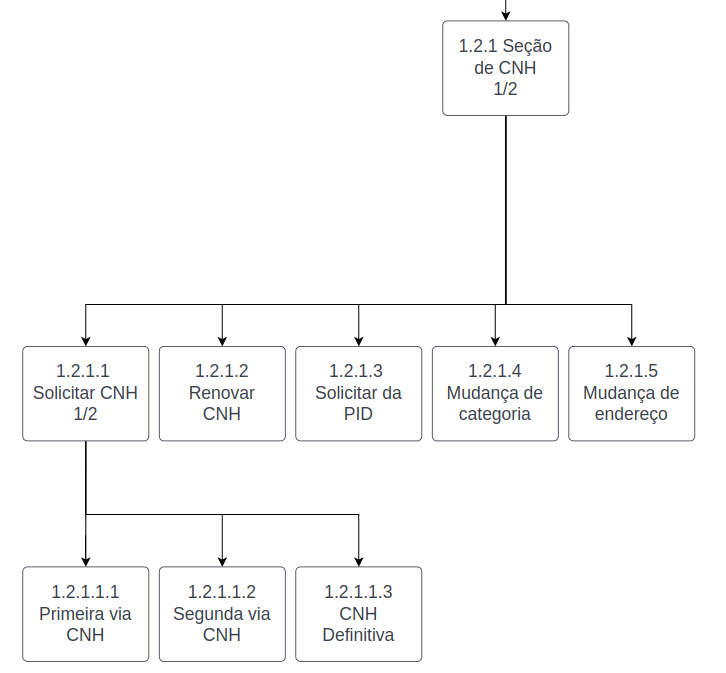 1.2.1 Seção
de CNH
1/2
1.2.1.1
Solicitar CNH
1/2
1.2.1.2
Renovar
CNH
1.2.1.3
Solicitar da
PID
1.2.1.4
Mudança de
categoria
1.2.1.5
Mudança de
endereço
1.2.1.1.1
Primeira via
CNH
1.2.1.1.2
Segunda via
CNH
1.2.1.1.3
CNH
Definitiva